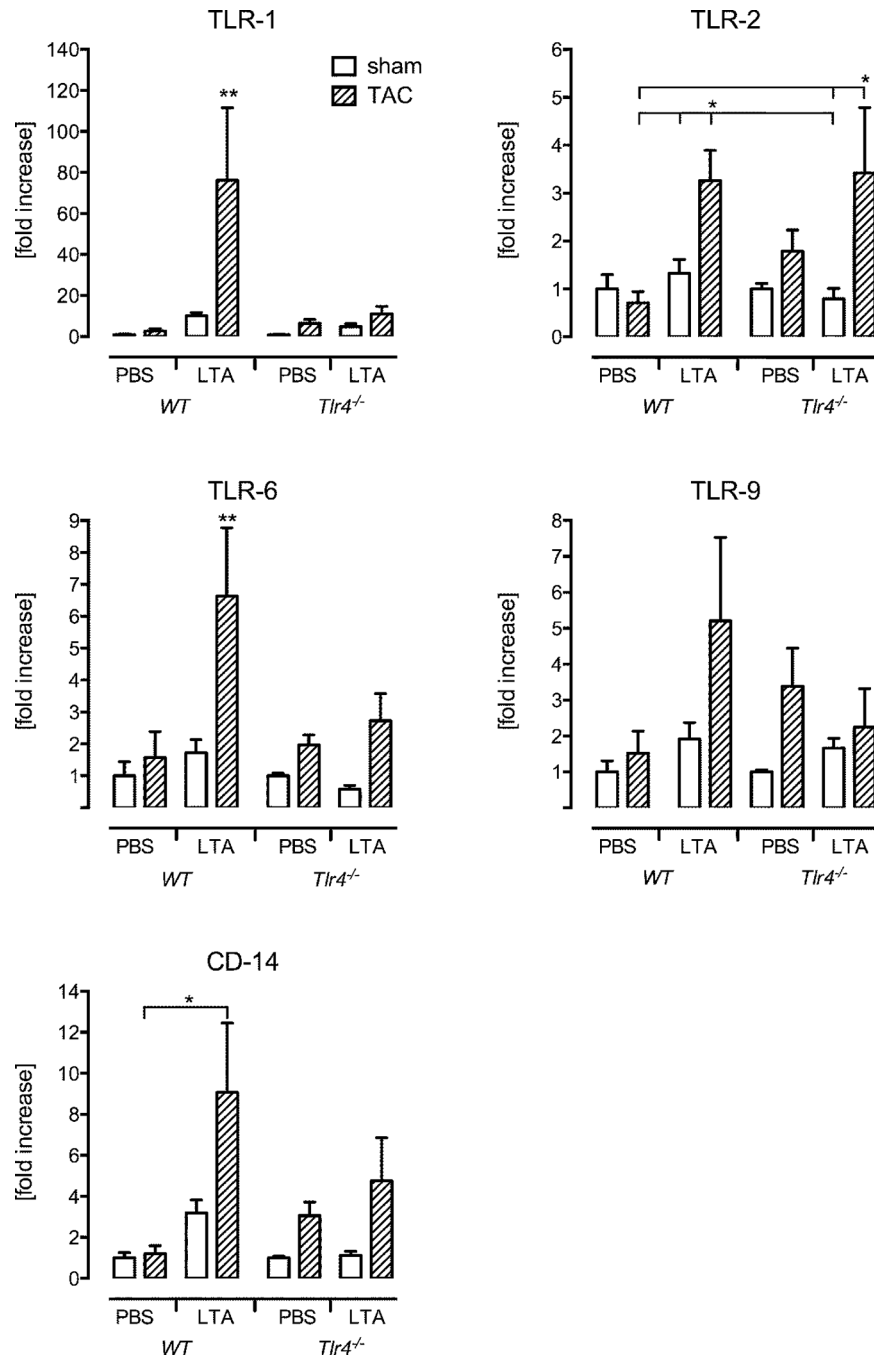 TLR-1
140
120
100
80
60
40
20
0
[fold increase]
**
sham
TAC
PBS LTA PBS LTA
WT Tlr4-/-
TLR-2
6
5
4
3
2
1
0
[fold increase]
*
*
PBS LTA PBS LTA
WT Tlr4-/-
TLR-6
9
8
7
6
5
4
3
2
1
[fold increase]
**
PBS LTA PBS LTA
WT Tlr4-/-
TLR-9
8
7
6
5
4
3
2
1
[fold increase]
PBS LTA PBS LTA
WT Tlr4-/-
CD-14
14
12
10
8
6
4
2
0
[fold increase]
*
PBS LTA PBS LTA
WT Tlr4-/-